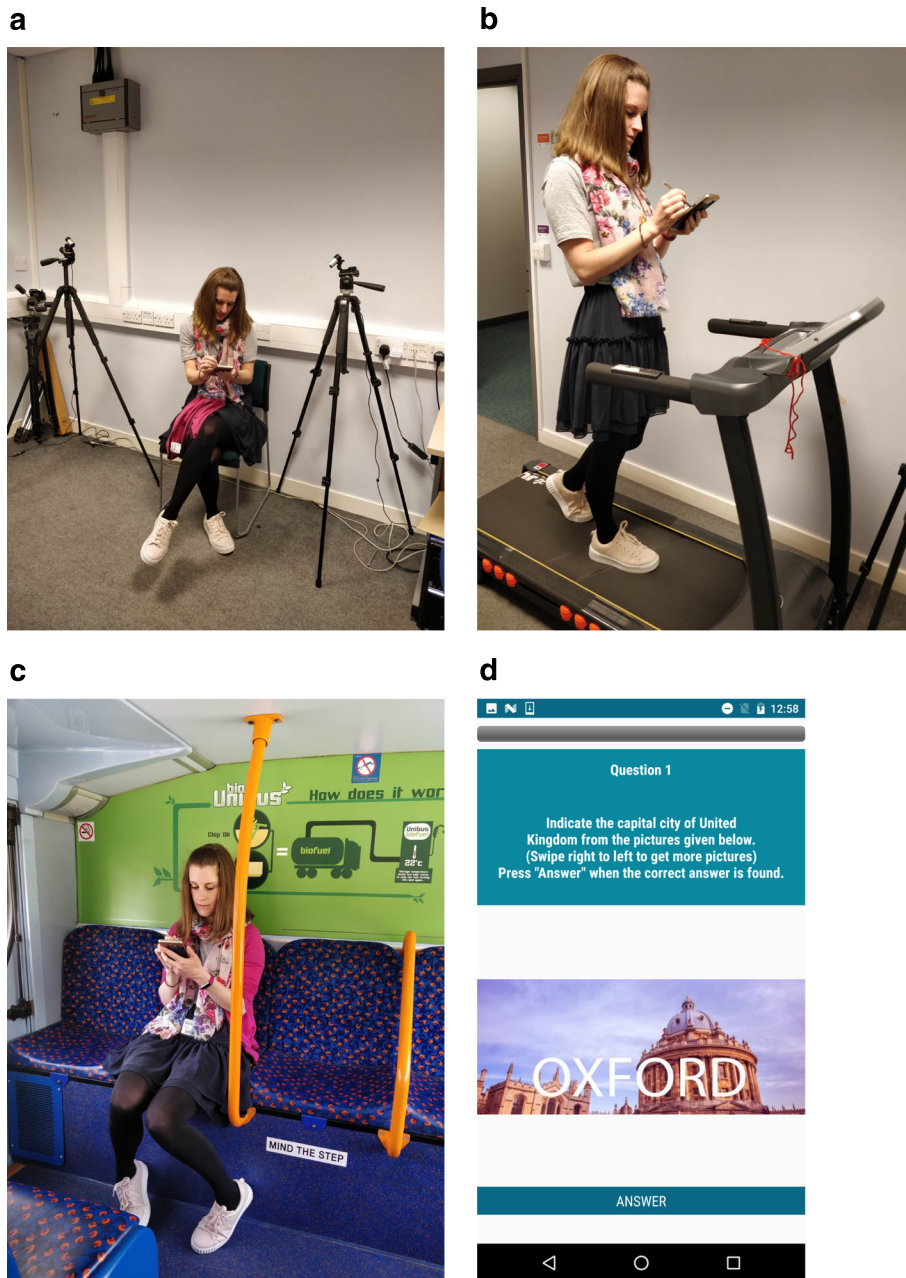 a
b
c
bio
Unibus
How does it wor
Chip Oil
=
biofuel
Unibus
biofuel
22°c
MIND THE STEP
d
12:58
Question 1
Indicate the capital city of United
Kingdom from the pictures given below.
(Swipe right to left to get more pictures)
Press "Answer" when the correct answer is found.
OXFORD
ANSWER